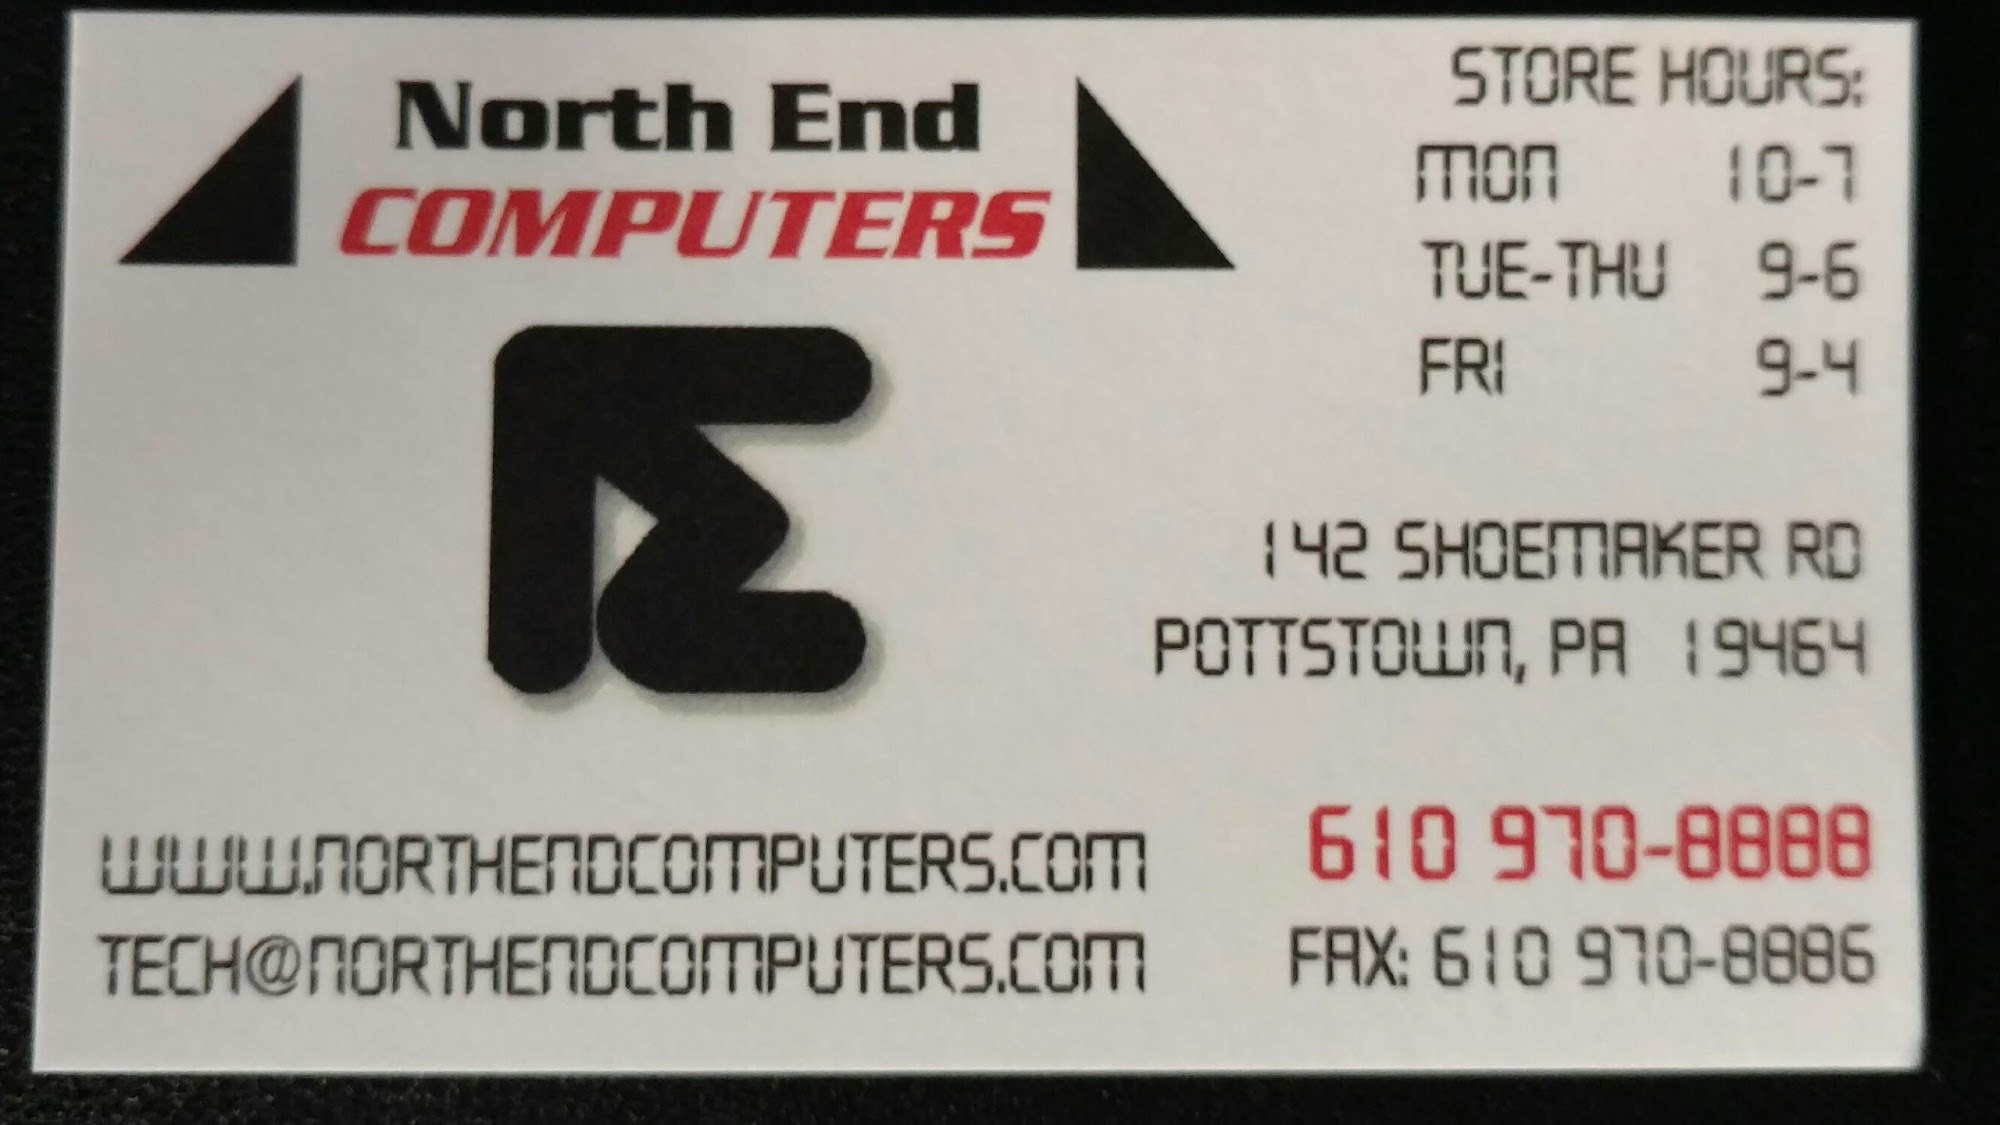 North End
COMPUTERS
STORE HOURS:
MON 10-7
TUE-THU 9-6
FRI 9-4
142 SHOEMAKER RD
POTTSTOWN, PA 19464
610 970-8888
FAX: 610 970-8886
WWW.NORTHENDCOMPUTERS.COM
TECH@NORTHENDCOMPUTERS.COM